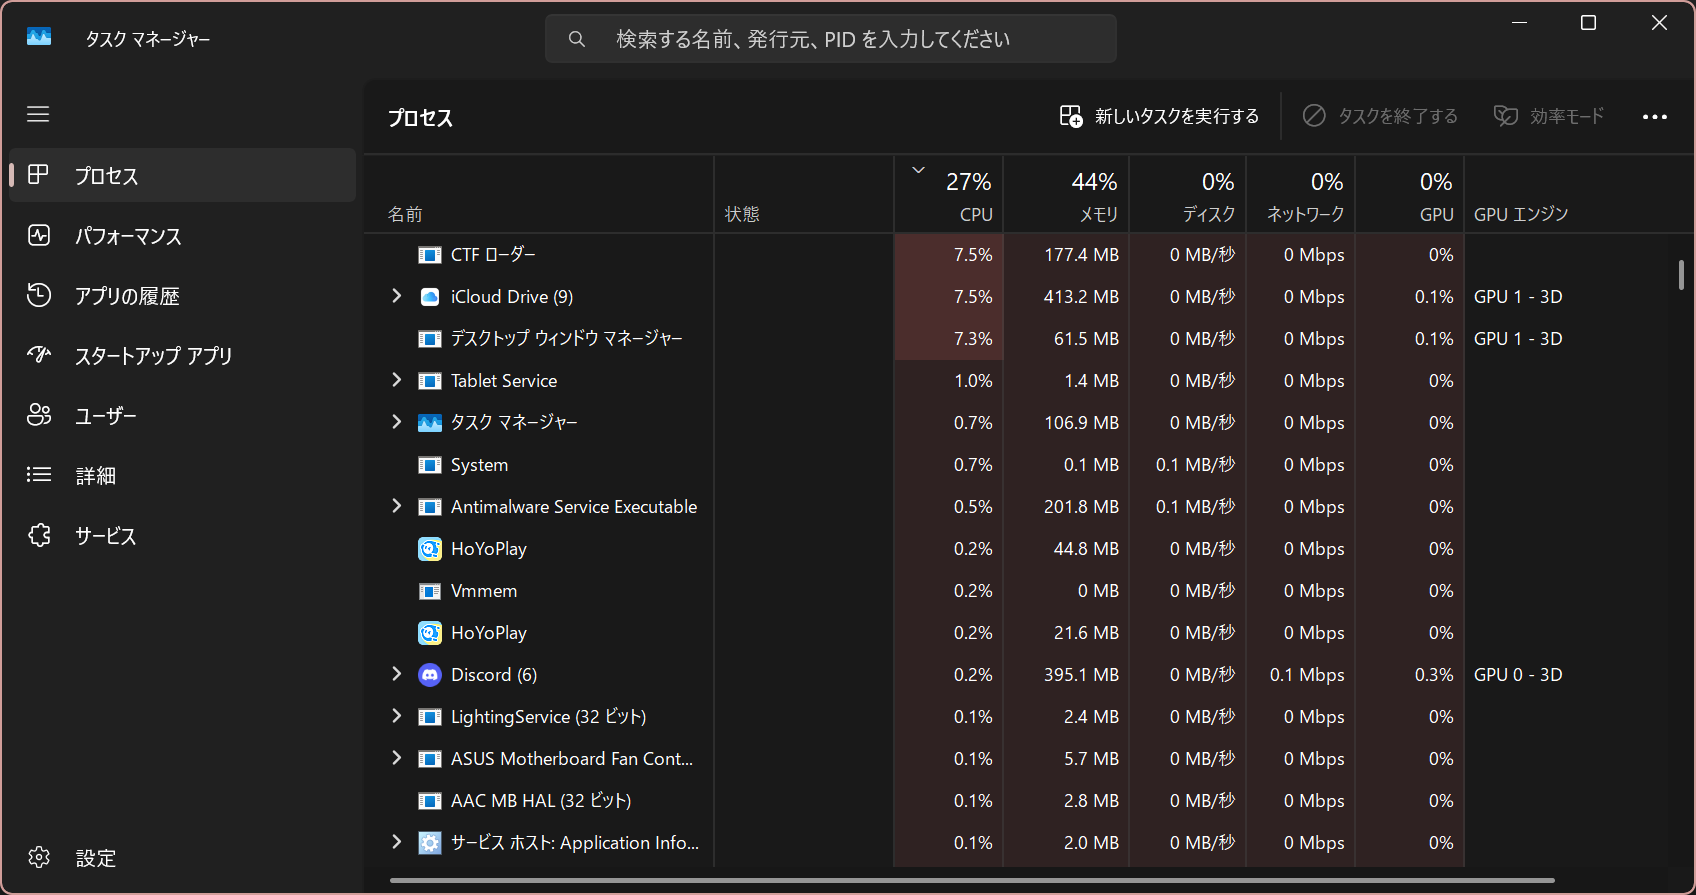 タスク マネージャー
検索する名前、発行元、PID を入力してください
プロセス
パフォーマンス
アプリの履歴
スタートアップ アプリ
ユーザー
詳細
サービス
設定
プロセス
新しいタスクを実行する
タスクを終了する
効率モード
27% 44% 0% 0% 0%
名前 状態 CPU メモリ ディスク ネットワーク GPU GPU エンジン
CTF ローダー 7.5% 177.4 MB 0 MB/秒 0 Mbps 0%
iCloud Drive (9) 7.5% 413.2 MB 0 MB/秒 0 Mbps 0.1% GPU 1 - 3D
デスクトップ ウィンドウ マネージャー 7.3% 61.5 MB 0 MB/秒 0 Mbps 0.1% GPU 1 - 3D
Tablet Service 1.0% 1.4 MB 0 MB/秒 0 Mbps 0%
タスク マネージャー 0.7% 106.9 MB 0 MB/秒 0 Mbps 0%
System 0.7% 0.1 MB 0.1 MB/秒 0 Mbps 0%
Antimalware Service Executable 0.5% 201.8 MB 0.1 MB/秒 0 Mbps 0%
HoYoPlay 0.2% 44.8 MB 0 MB/秒 0 Mbps 0%
Vmmem 0.2% 0 MB 0 MB/秒 0 Mbps 0%
HoYoPlay 0.2% 21.6 MB 0 MB/秒 0 Mbps 0%
Discord (6) 0.2% 395.1 MB 0 MB/秒 0.1 Mbps 0.3% GPU 0 - 3D
LightingService (32 ビット) 0.1% 2.4 MB 0 MB/秒 0 Mbps 0%
ASUS Motherboard Fan Cont... 0.1% 5.7 MB 0 MB/秒 0 Mbps 0%
AAC MB HAL (32 ビット) 0.1% 2.8 MB 0 MB/秒 0 Mbps 0%
サービス ホスト: Application Info... 0.1% 2.0 MB 0 MB/秒 0 Mbps 0%